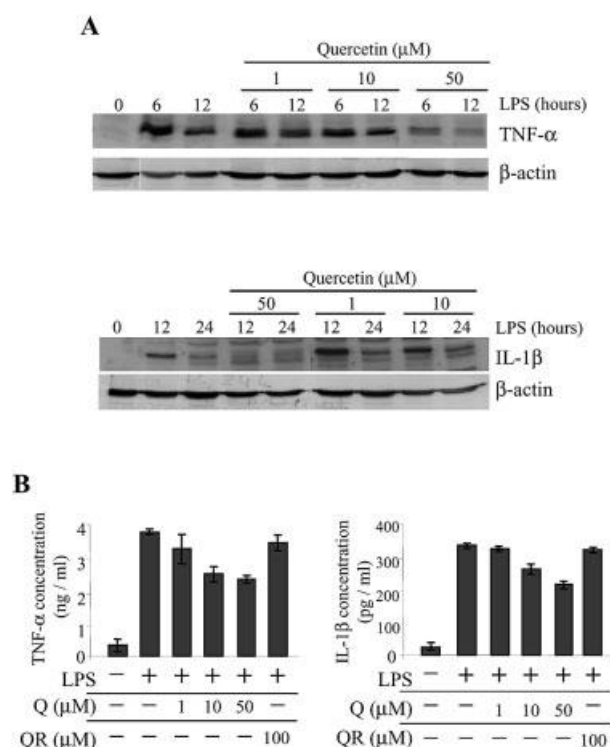 A
Quercetin (μM)
1 10 50
0 6 12 6 12 6 12 6 12 LPS (hours)
TNF-α
β-actin
Quercetin (μM)
50 1 10
0 12 24 12 24 12 24 12 24 LPS (hours)
IL-1β
β-actin
B
TNF-α concentration
(ng / ml)
4
3
2
1
0
LPS − + + + + +
Q (μM) − − 1 10 50 −
QR (μM) − − − − − 100
IL-1β concentration
(pg / ml)
400
300
200
100
0
LPS − + + + + +
Q (μM) − − 1 10 50 −
QR (μM) − − − − − 100